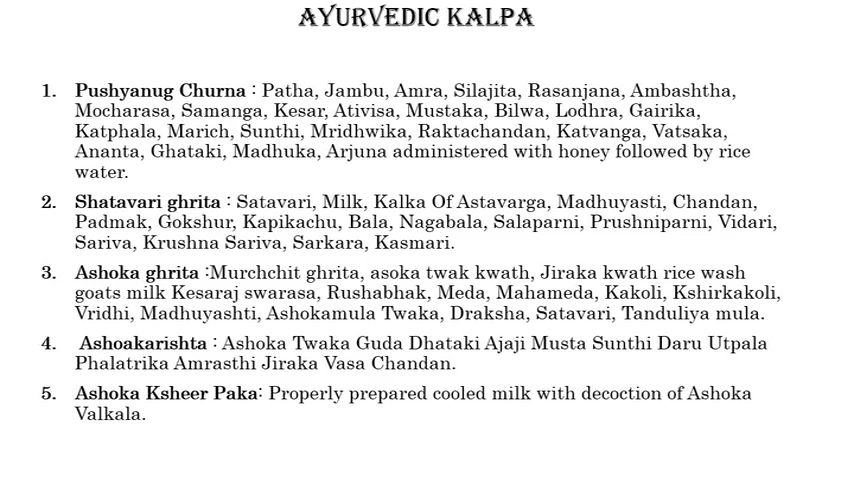 AYURVEDIC KALPA
1. Pushyanug Churna : Patha, Jambu, Amra, Silajita, Rasanjana, Ambashtha,
Mocharasa, Samanga, Kesar, Ativisa, Mustaka, Bilwa, Lodhra, Gairika,
Katphala, Marich, Sunthi, Mridhwika, Raktachandan, Katvanga, Vatsaka,
Ananta, Ghataki, Madhuka, Arjuna administered with honey followed by rice
water.
2. Shatavari ghrita : Satavari, Milk, Kalka Of Astavarga, Madhuyasti, Chandan,
Padmak, Gokshur, Kapikachu, Bala, Nagabala, Salaparni, Prushniparni, Vidari,
Sariva, Krushna Sariva, Sarkara, Kasmari.
3. Ashoka ghrita :Murchchit ghrita, asoka twak kwath, Jiraka kwath rice wash
goats milk Kesaraj swarasa, Rushabhak, Meda, Mahameda, Kakoli, Kshirkakoli,
Vridhi, Madhuyashti, Ashokamula Twaka, Draksha, Satavari, Tanduliya mula.
4. Ashoakarishta : Ashoka Twaka Guda Dhataki Ajaji Musta Sunthi Daru Utpala
Phalatrika Amrasthi Jiraka Vasa Chandan.
5. Ashoka Ksheer Paka: Properly prepared cooled milk with decoction of Ashoka
Valkala.